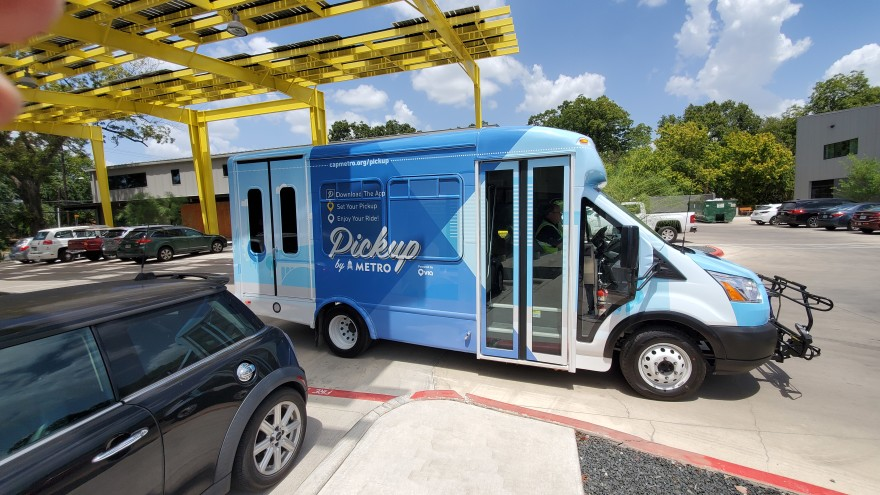 capmetro.org/pickup
Download The App
Set Your Pickup
Enjoy Your Ride!
Pickup
by METRO
via